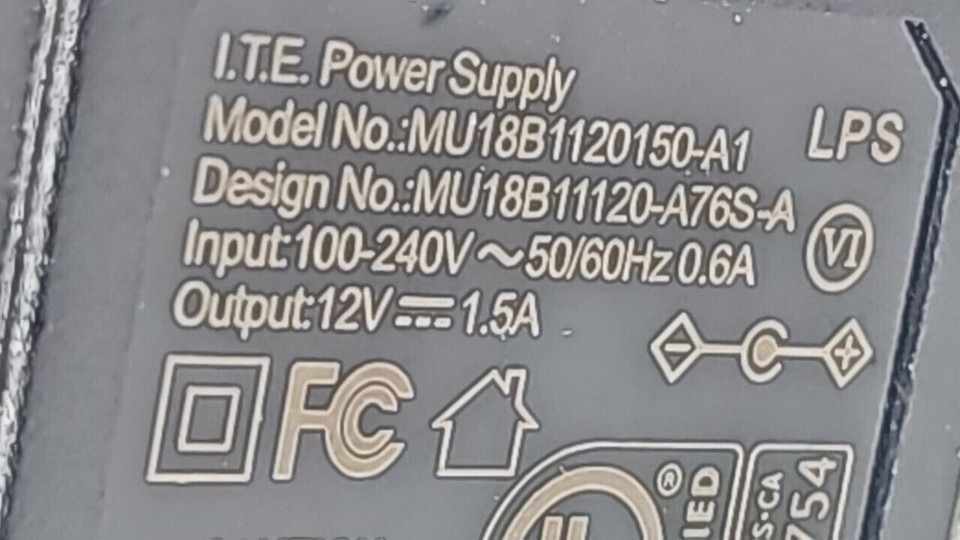 I.T.E. Power Supply
Model No.:MU18B1120150-A1
LPS
Design No.:MU18B11120-A76S-A
VI
Input:100-240V～50/60Hz 0.6A
Output:12V⎓1.5A
FC
®